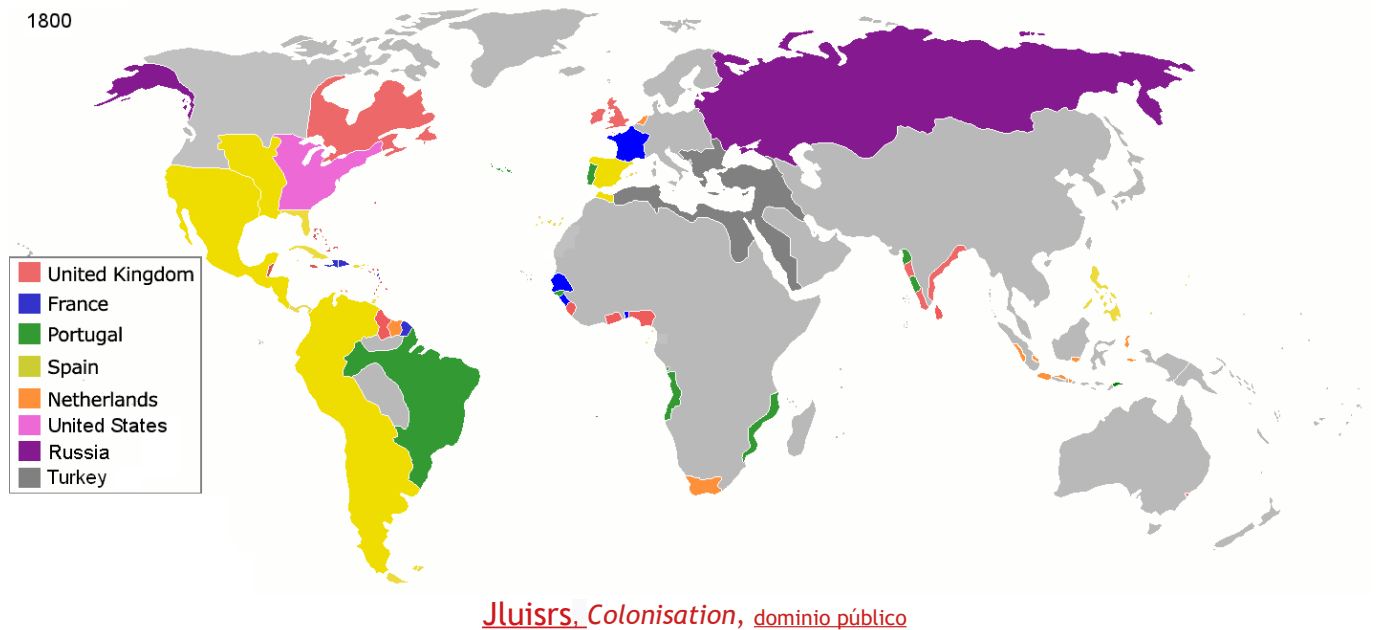 1800
United Kingdom
France
Portugal
Spain
Netherlands
United States
Russia
Turkey
Jluisrs, Colonisation, dominio público